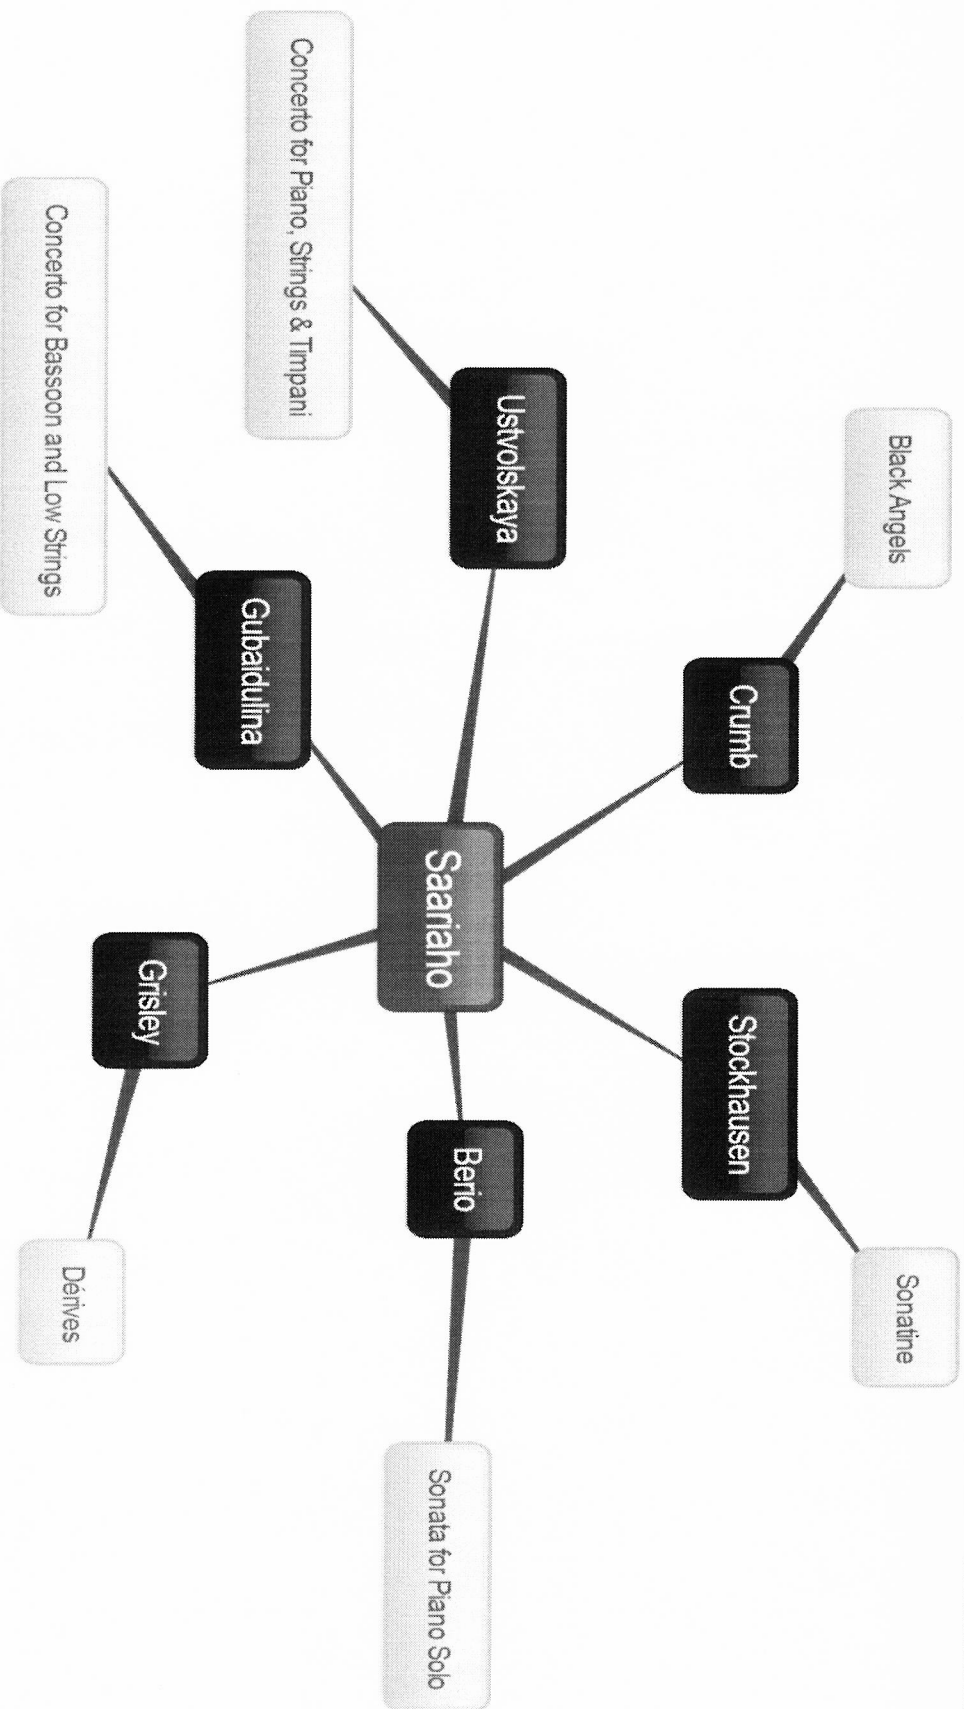 Black Angels
Sonatine
Crumb
Stockhausen
Ustvolskaya
Saariaho
Berio
Sonata for Piano Solo
Concerto for Piano, Strings & Timpani
Gubaidulina
Grisley
Dérives
Concerto for Bassoon and Low Strings